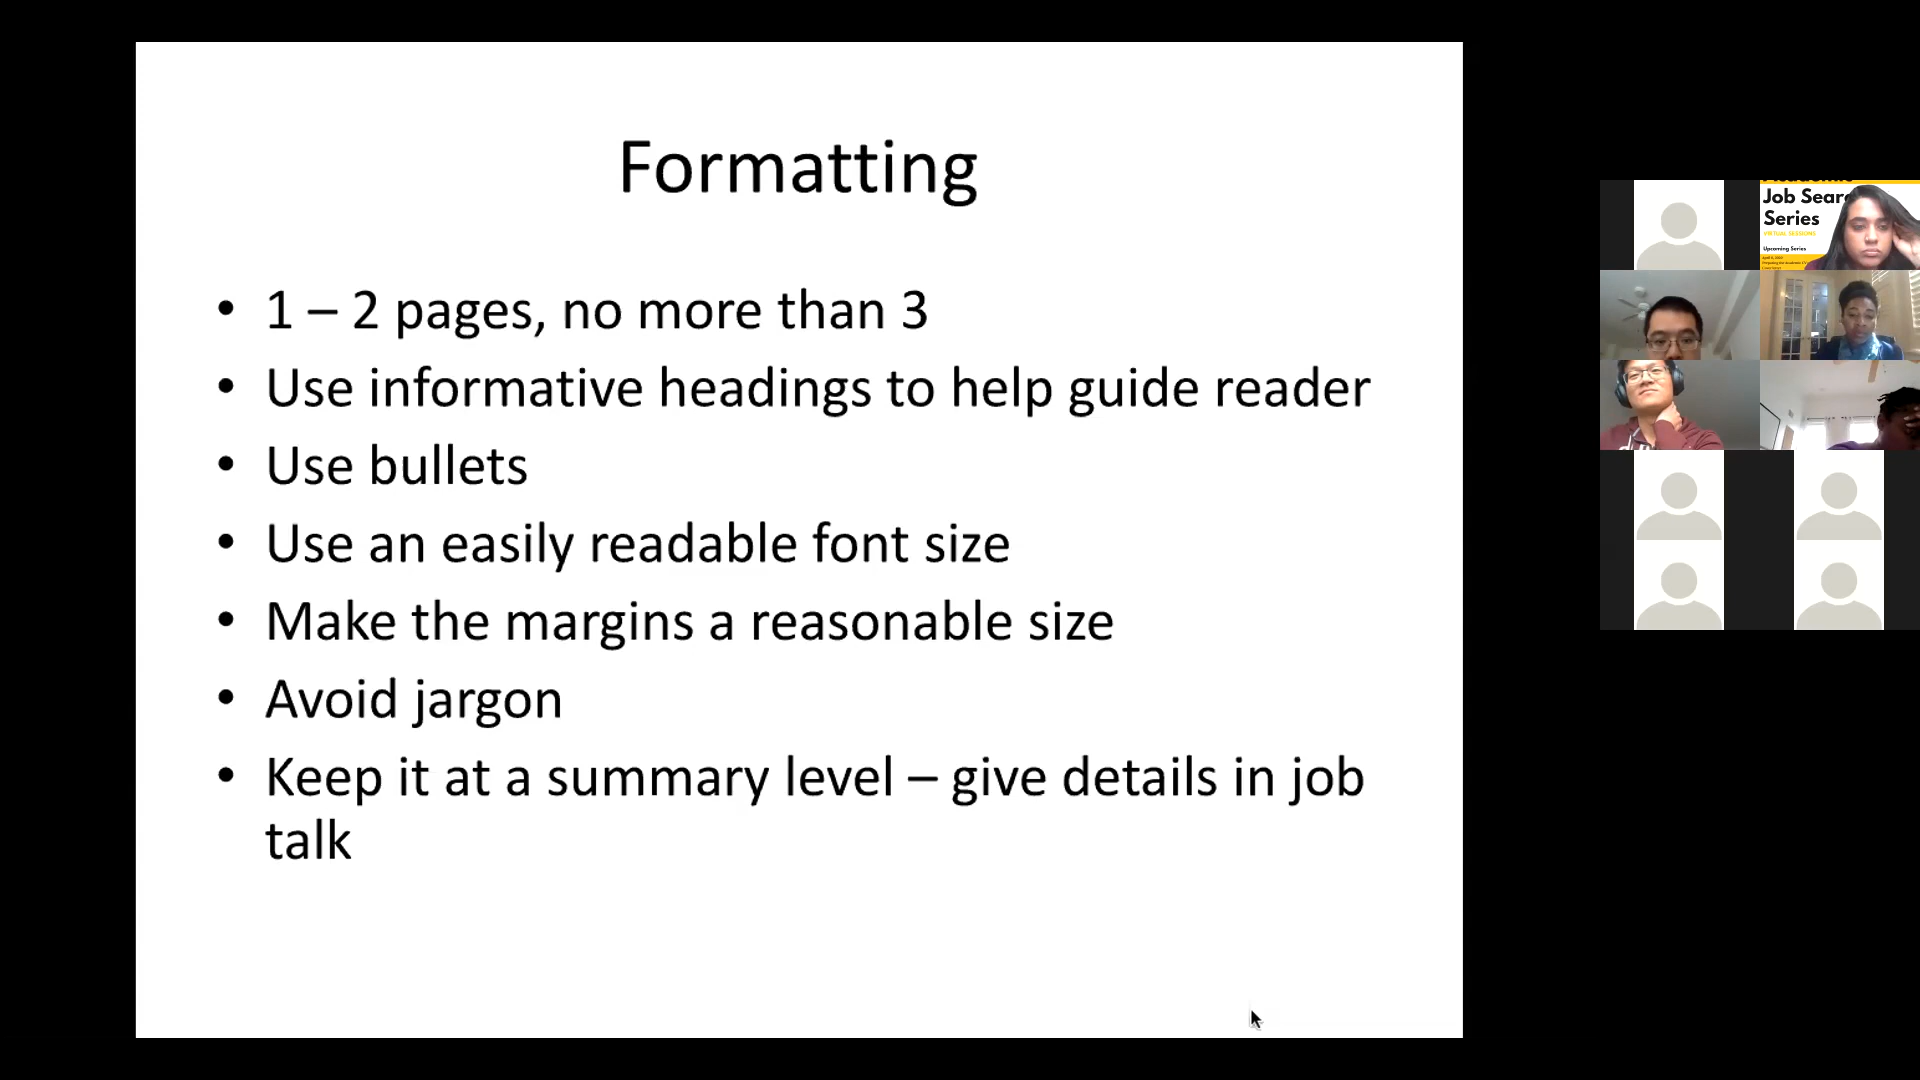 Formatting
• 1 – 2 pages, no more than 3
• Use informative headings to help guide reader
• Use bullets
• Use an easily readable font size
• Make the margins a reasonable size
• Avoid jargon
• Keep it at a summary level – give details in job
talk
Job Sear
Series
VIRTUAL SESSIONS
Upcoming Series